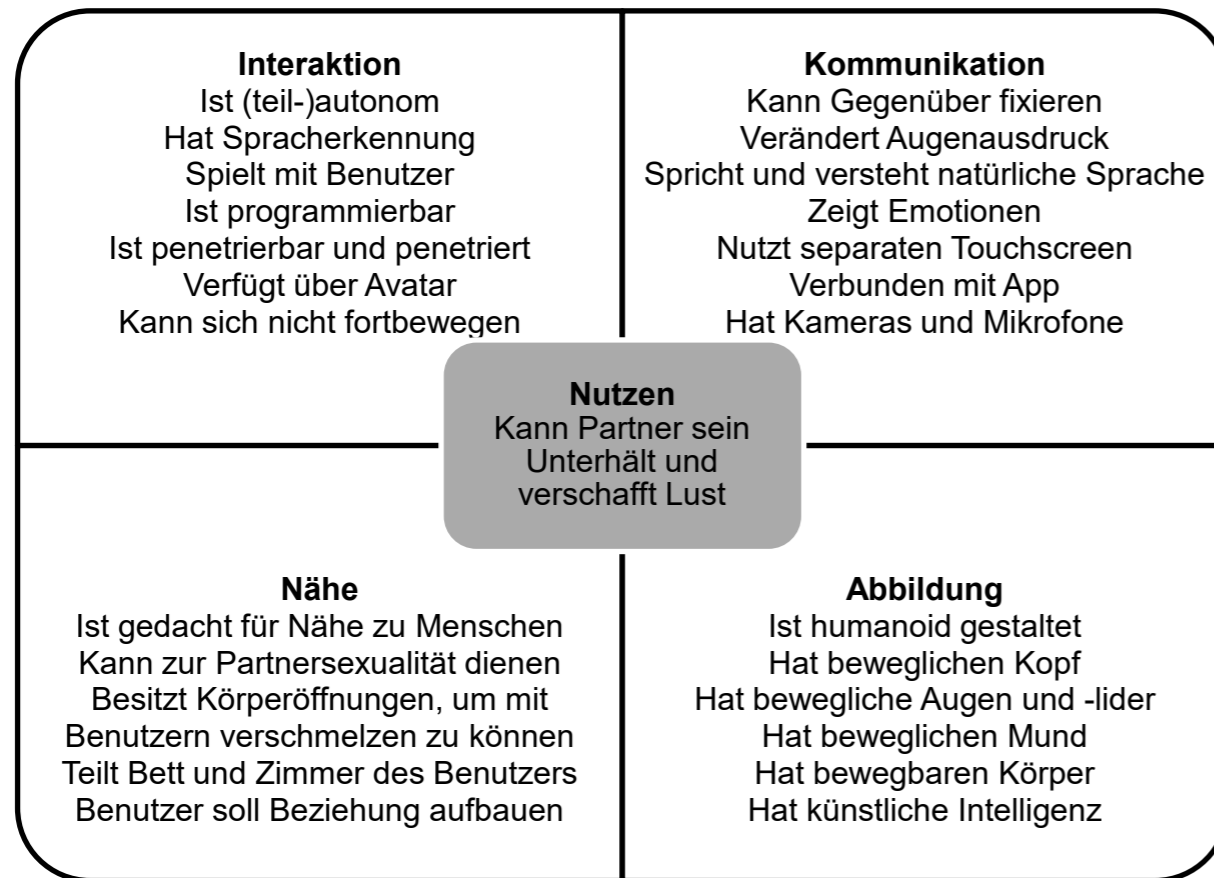 Interaktion
Ist (teil-)autonom
Hat Spracherkennung
Spielt mit Benutzer
Ist programmierbar
Ist penetrierbar und penetriert
Verfügt über Avatar
Kann sich nicht fortbewegen
Kommunikation
Kann Gegenüber fixieren
Verändert Augenausdruck
Spricht und versteht natürliche Sprache
Zeigt Emotionen
Nutzt separaten Touchscreen
Verbunden mit App
Hat Kameras und Mikrofone
Nutzen
Kann Partner sein
Unterhält und
verschafft Lust
Nähe
Ist gedacht für Nähe zu Menschen
Kann zur Partnersexualität dienen
Besitzt Körperöffnungen, um mit
Benutzern verschmelzen zu können
Teilt Bett und Zimmer des Benutzers
Benutzer soll Beziehung aufbauen
Abbildung
Ist humanoid gestaltet
Hat beweglichen Kopf
Hat bewegliche Augen und -lider
Hat beweglichen Mund
Hat bewegbaren Körper
Hat künstliche Intelligenz